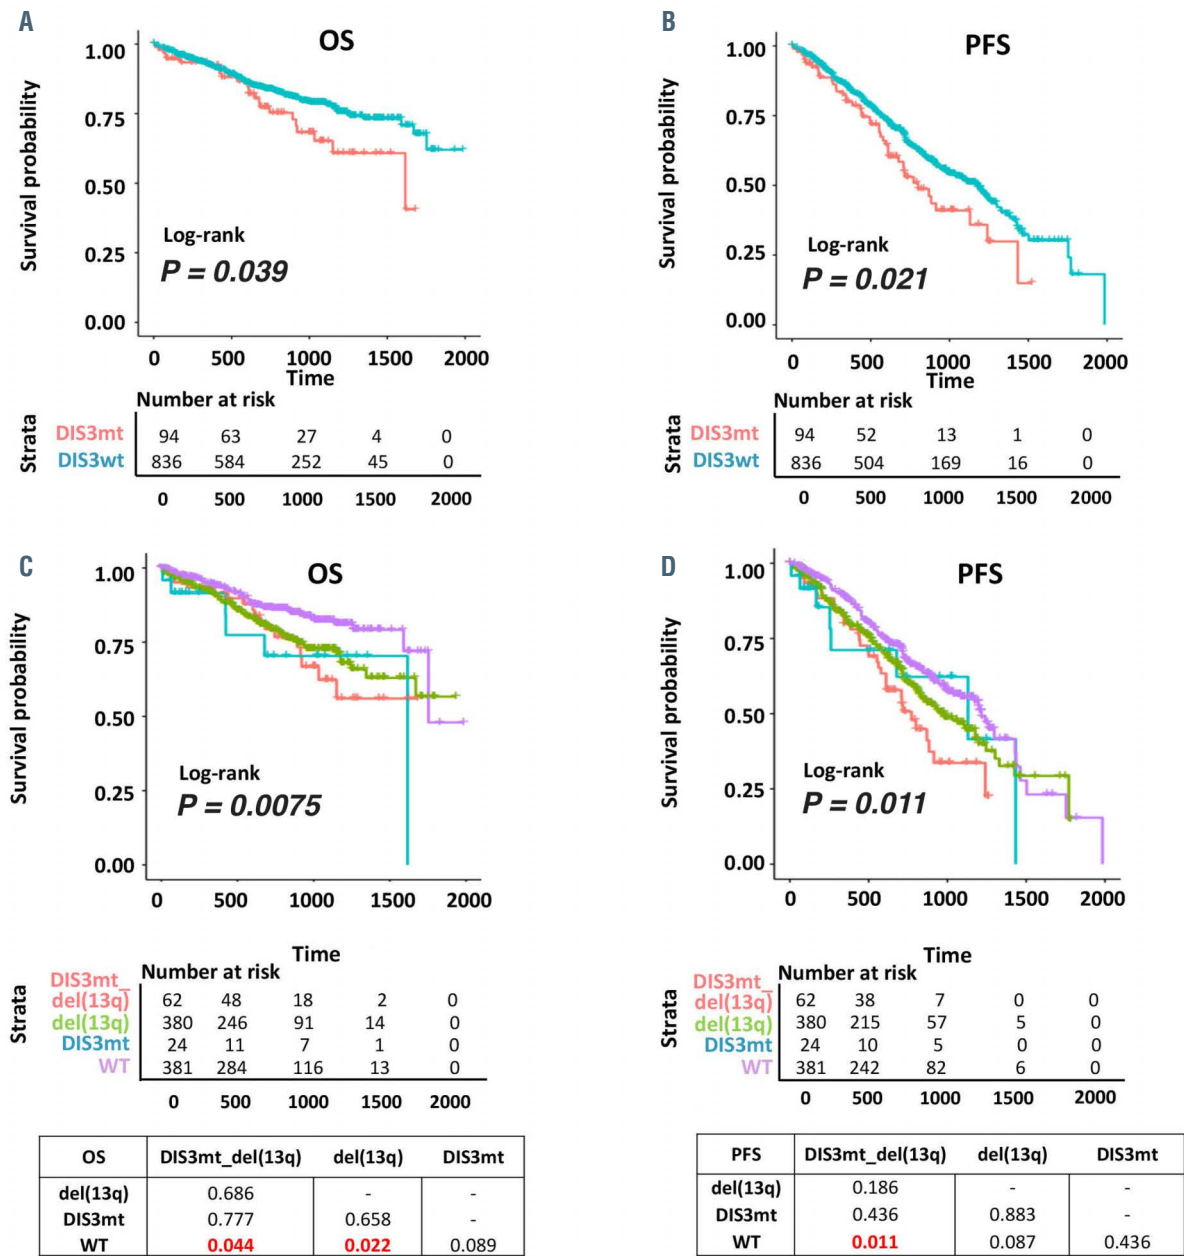 A
OS
1.00
0.75
0.50
0.25
0.00
Survival probability
Log-rank
P = 0.039
0 500 1000 1500 2000
Time
Number at risk
Strata
DIS3mt 94 63 27 4 0
DIS3wt 836 584 252 45 0
0 500 1000 1500 2000
B
PFS
1.00
0.75
0.50
0.25
0.00
Survival probability
Log-rank
P = 0.021
0 500 1000 1500 2000
Time
Number at risk
Strata
DIS3mt 94 52 13 1 0
DIS3wt 836 504 169 16 0
0 500 1000 1500 2000
C
OS
1.00
0.75
0.50
0.25
0.00
Survival probability
Log-rank
P = 0.0075
0 500 1000 1500 2000
Time
Number at risk
Strata
DIS3mt_
del(13q) 62 48 18 2 0
del(13q) 380 246 91 14 0
DIS3mt 24 11 7 1 0
WT 381 284 116 13 0
0 500 1000 1500 2000
OS DIS3mt_del(13q) del(13q) DIS3mt
del(13q) 0.686 - -
DIS3mt 0.777 0.658 -
WT 0.044 0.022 0.089
D
PFS
1.00
0.75
0.50
0.25
0.00
Survival probability
Log-rank
P = 0.011
0 500 1000 1500 2000
Time
Number at risk
Strata
DIS3mt_
del(13q) 62 38 7 0 0
del(13q) 380 215 57 5 0
DIS3mt 24 10 5 0 0
WT 381 242 82 6 0
0 500 1000 1500 2000
PFS DIS3mt_del(13q) del(13q) DIS3mt
del(13q) 0.186 - -
DIS3mt 0.436 0.883 -
WT 0.011 0.087 0.436